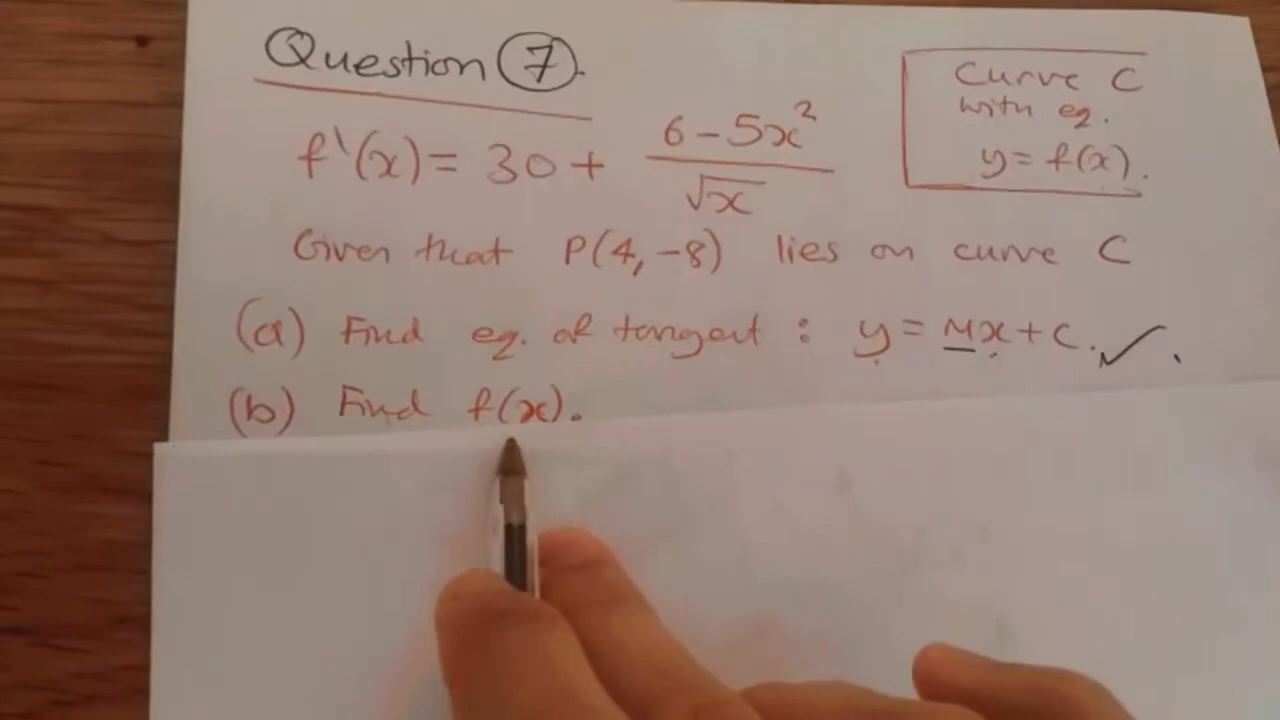 Question 7.
f'(x) = 30 + (6 - 5x²)/√x
Curve C
with eq.
y = f(x).
Given that P(4, -8) lies on curve C
(a) Find eq. of tangent : y = Mx + C. ✓.
(b) Find f(x).